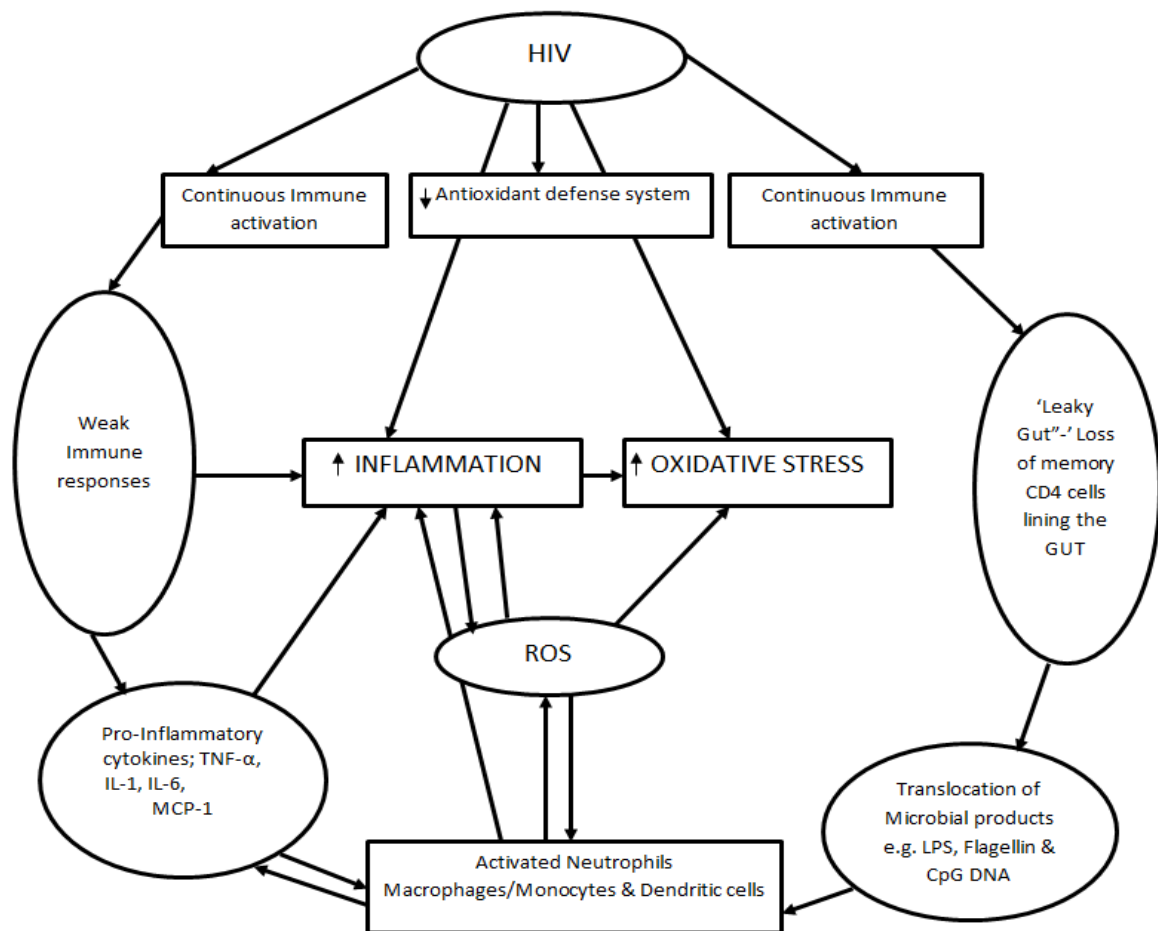 HIV
Continuous Immune
activation
↓ Antioxidant defense system
Continuous Immune
activation
Weak
Immune
responses
↑ INFLAMMATION
↑ OXIDATIVE STRESS
‘Leaky
Gut”-’ Loss
of memory
CD4 cells
lining the
GUT
ROS
Pro-Inflammatory
cytokines; TNF-α,
IL-1, IL-6,
MCP-1
Activated Neutrophils
Macrophages/Monocytes & Dendritic cells
Translocation of
Microbial products
e.g. LPS, Flagellin &
CpG DNA